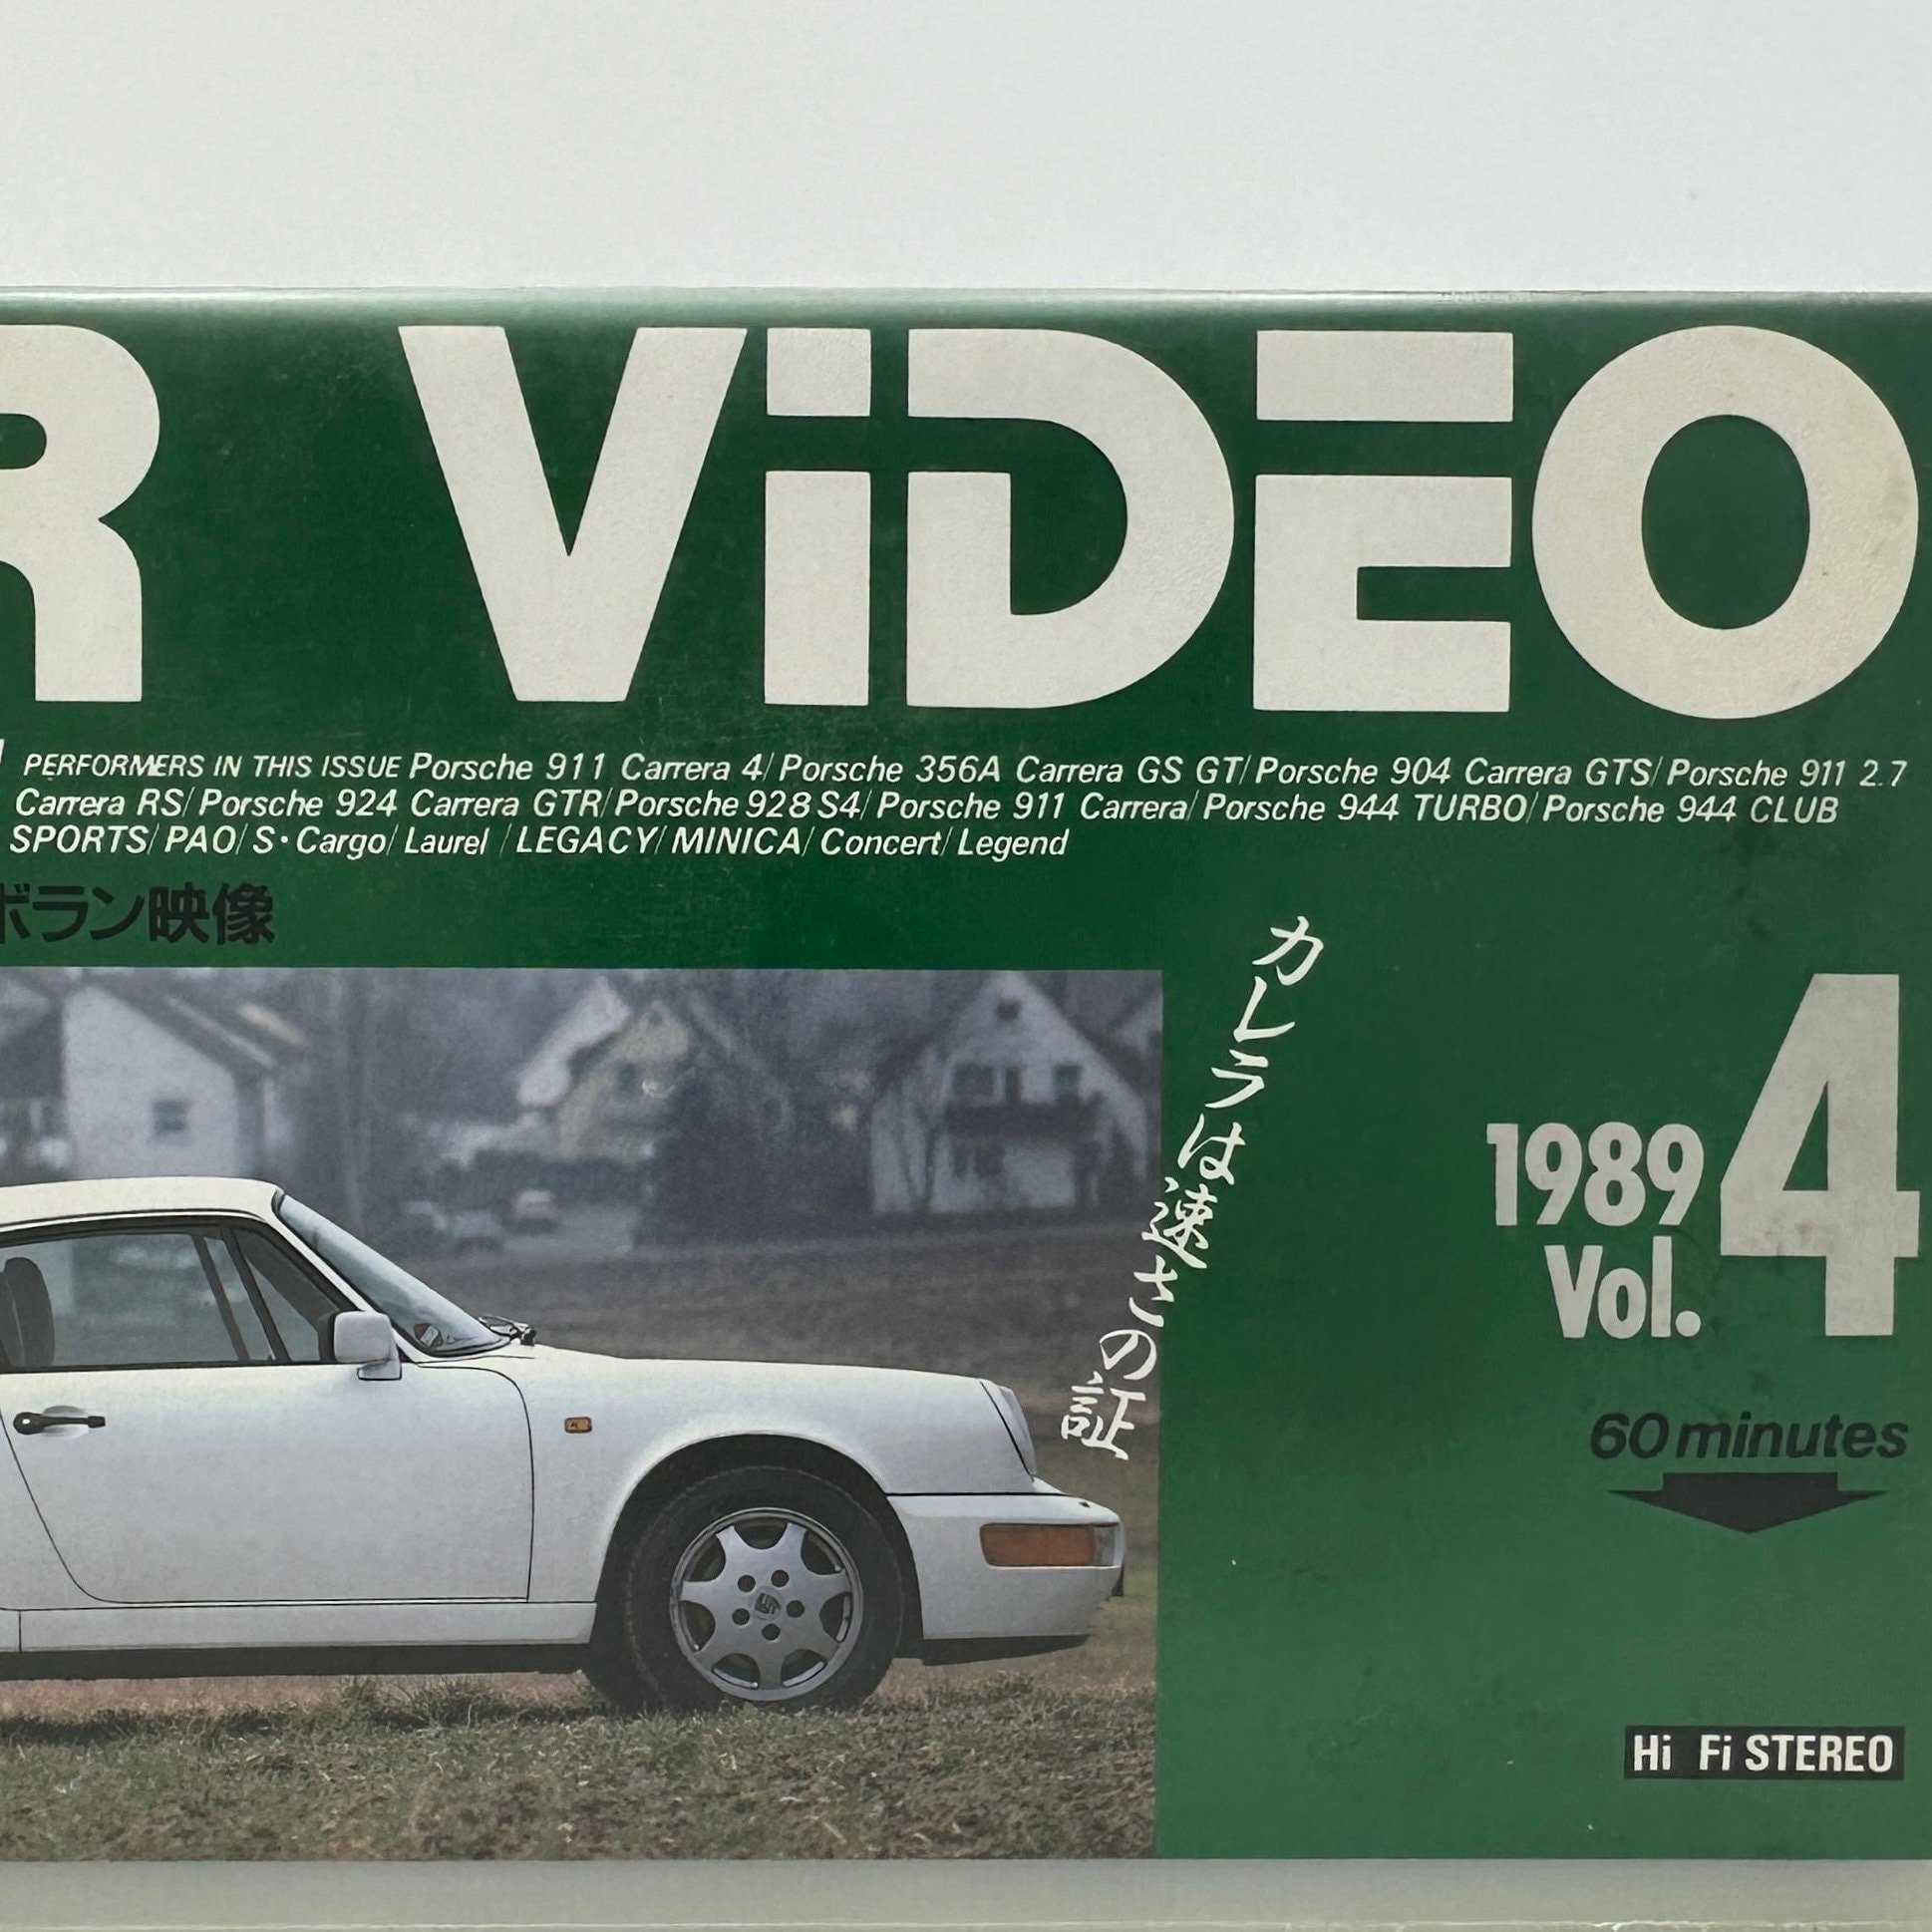 R ViDEO
PERFORMERS IN THIS ISSUE Porsche 911 Carrera 4/Porsche 356A Carrera GS GT/Porsche 904 Carrera GTS/Porsche 911 2.7
Carrera RS/Porsche 924 Carrera GTR/Porsche 928 S4/Porsche 911 Carrera/Porsche 944 TURBO/Porsche 944 CLUB
SPORTS/PAO/S・Cargo/Laurel/LEGACY/MINICA/Concert/Legend
ボラン映像
カレラは速さの証
1989
Vol. 4
60 minutes
Hi Fi STEREO